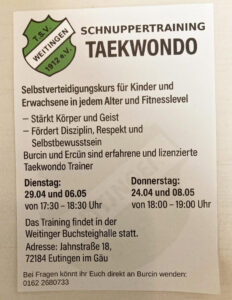 T.S.V.
WEITINGEN
1912 e.V.
SCHNUPPERTRAINING
TAEKWONDO
Selbstverteidigungskurs für Kinder und
Erwachsene in jedem Alter und Fitnesslevel
– Stärkt Körper und Geist
– Fördert Disziplin, Respekt und
Selbstbewusstsein
Burcin und Ercün sind erfahrene und lizenzierte
Taekwondo Trainer
Dienstag:
29.04 und 06.05
von 17:30 - 18:30 Uhr
Donnerstag:
24.04 und 08.05
von 18:00 - 19:00 Uhr
Das Training findet in der
Weitinger Buchsteighalle statt.
Adresse: Jahnstraße 18,
72184 Eutingen im Gäu
Bei Fragen könnt ihr Euch direkt an Burcin wenden:
0162 2680733